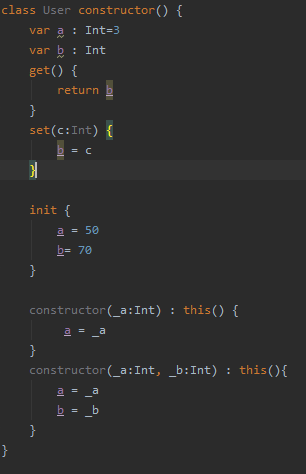 class User constructor() {
    var a : Int=3
    var b : Int
    get() {
        return b
    }
    set(c:Int) {
        b = c
    }

    init {
        a = 50
        b= 70
    }

    constructor(_a:Int) : this() {
         a = _a
    }
    constructor(_a:Int, _b:Int) : this(){
        a = _a
        b = _b
    }
}